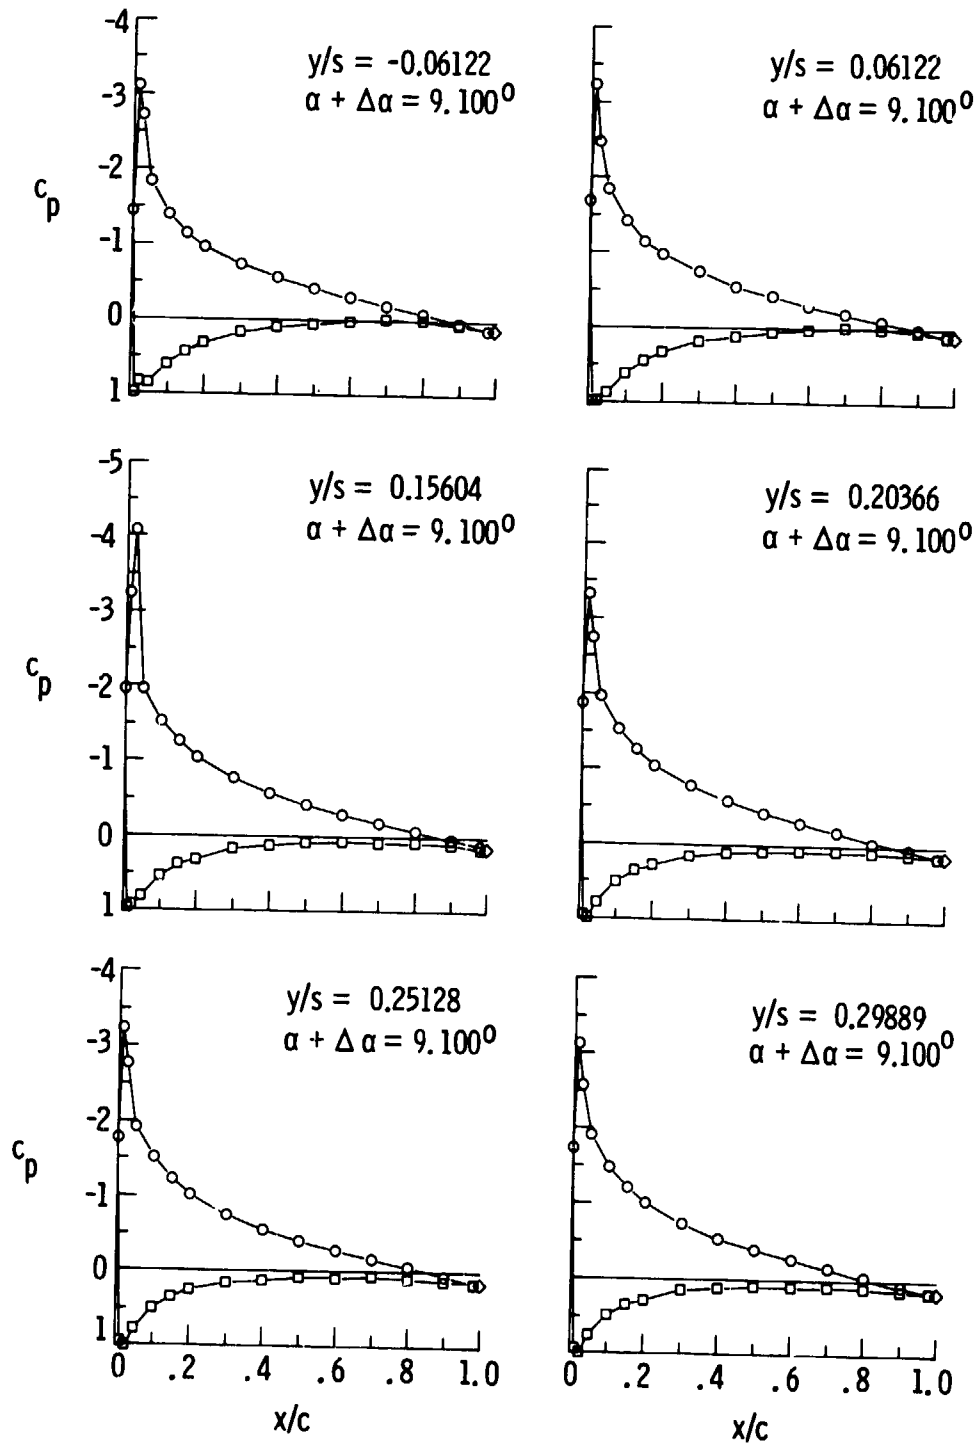 -4
-3
-2
-1
0
1
c_p
y/s = -0.06122
α + Δα = 9.100⁰
y/s = 0.06122
α + Δα = 9.100⁰
-5
-4
-3
-2
-1
0
1
c_p
y/s = 0.15604
α + Δα = 9.100⁰
y/s = 0.20366
α + Δα = 9.100⁰
-4
-3
-2
-1
0
1
c_p
y/s = 0.25128
α + Δ α = 9.100⁰
y/s = 0.29889
α + Δα = 9.100⁰
0 .2 .4 .6 .8 1.0
x/c
0 .2 .4 .6 .8 1.0
x/c